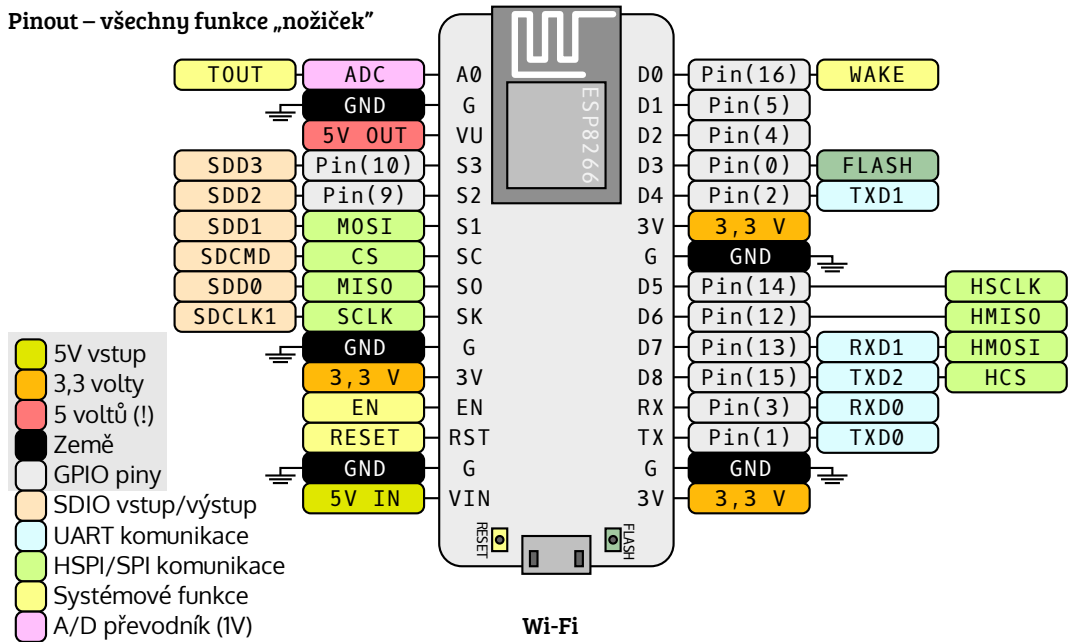 Pinout – všechny funkce „nožiček”
ESP8266
TOUT ADC A0 D0 Pin(16) WAKE
GND G D1 Pin(5)
5V OUT VU D2 Pin(4)
SDD3 Pin(10) S3 D3 Pin(0) FLASH
SDD2 Pin(9) S2 D4 Pin(2) TXD1
SDD1 MOSI S1 3V 3,3 V
SDCMD CS SC G GND
SDD0 MISO SO D5 Pin(14) HSCLK
SDCLK1 SCLK SK D6 Pin(12) HMISO
GND G D7 Pin(13) RXD1 HMOSI
3,3 V 3V D8 Pin(15) TXD2 HCS
EN EN RX Pin(3) RXD0
RESET RST TX Pin(1) TXD0
GND G G GND
5V IN VIN 3V 3,3 V
RESET FLASH
5V vstup
3,3 volty
5 voltů (!)
Země
GPIO piny
SDIO vstup/výstup
UART komunikace
HSPI/SPI komunikace
Systémové funkce
A/D převodník (1V)
Wi-Fi